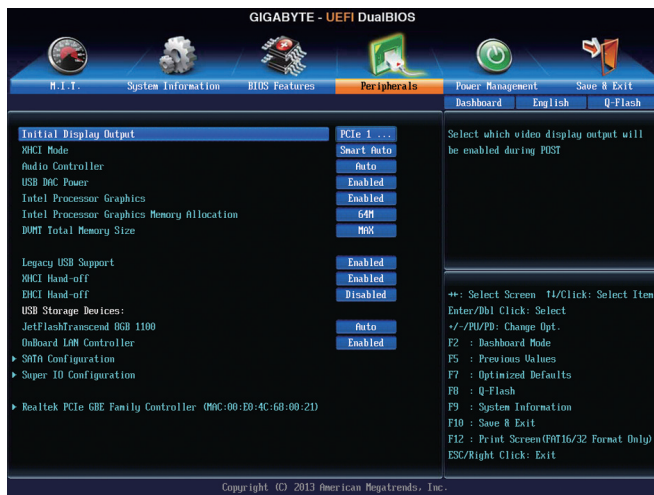 GIGABYTE - UEFI DualBIOS
M.I.T.
System Information
BIOS Features
Peripherals
Power Management
Save & Exit
Dashboard
English
Q-Flash
Initial Display Output PCIe 1 ...
XHCI Mode Smart Auto
Audio Controller Auto
USB DAC Power Enabled
Intel Processor Graphics Enabled
Intel Processor Graphics Memory Allocation 64M
DVMT Total Memory Size MAX
Legacy USB Support Enabled
XHCI Hand-off Enabled
EHCI Hand-off Disabled
USB Storage Devices:
JetFlashTranscend 8GB 1100 Auto
OnBoard LAN Controller Enabled
SATA Configuration
Super IO Configuration
Realtek PCIe GBE Family Controller (MAC:00:E0:4C:68:00:21)
Select which video display output will
be enabled during POST
↔: Select Screen ↑↓/Click: Select Item
Enter/Dbl Click: Select
+/-/PU/PD: Change Opt.
F2 : Dashboard Mode
F5 : Previous Values
F7 : Optimized Defaults
F8 : Q-Flash
F9 : System Information
F10 : Save & Exit
F12 : Print Screen(FAT16/32 Format Only)
ESC/Right Click: Exit
Copyright (C) 2013 American Megatrends, Inc.